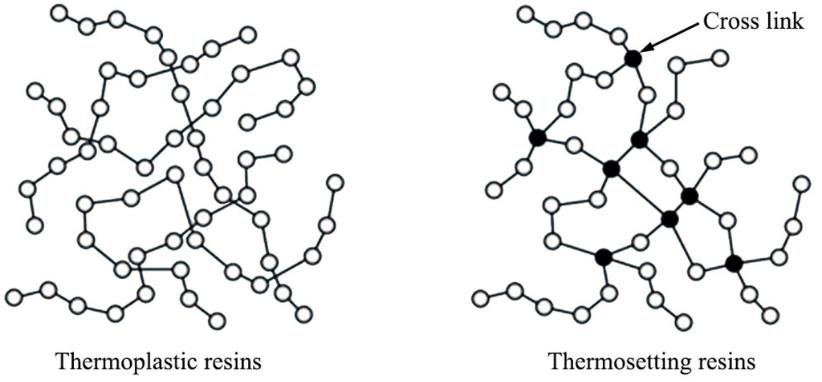 Cross link
Thermoplastic resins
Thermosetting resins